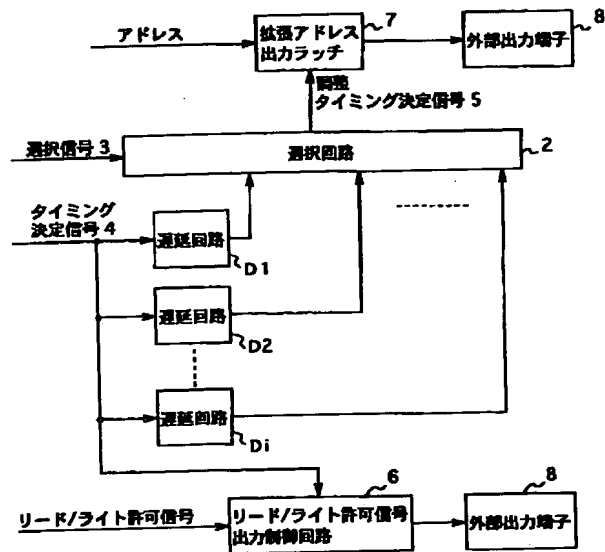 アドレス
拡張アドレス
出力ラッチ
7
外部出力端子
8
調整
タイミング決定信号5
選択信号3
選択回路
2
タイミング
決定信号4
遅延回路
D1
遅延回路
D2
遅延回路
Di
リード/ライト許可信号
リード/ライト許可信号
出力制御回路
6
外部出力端子
8